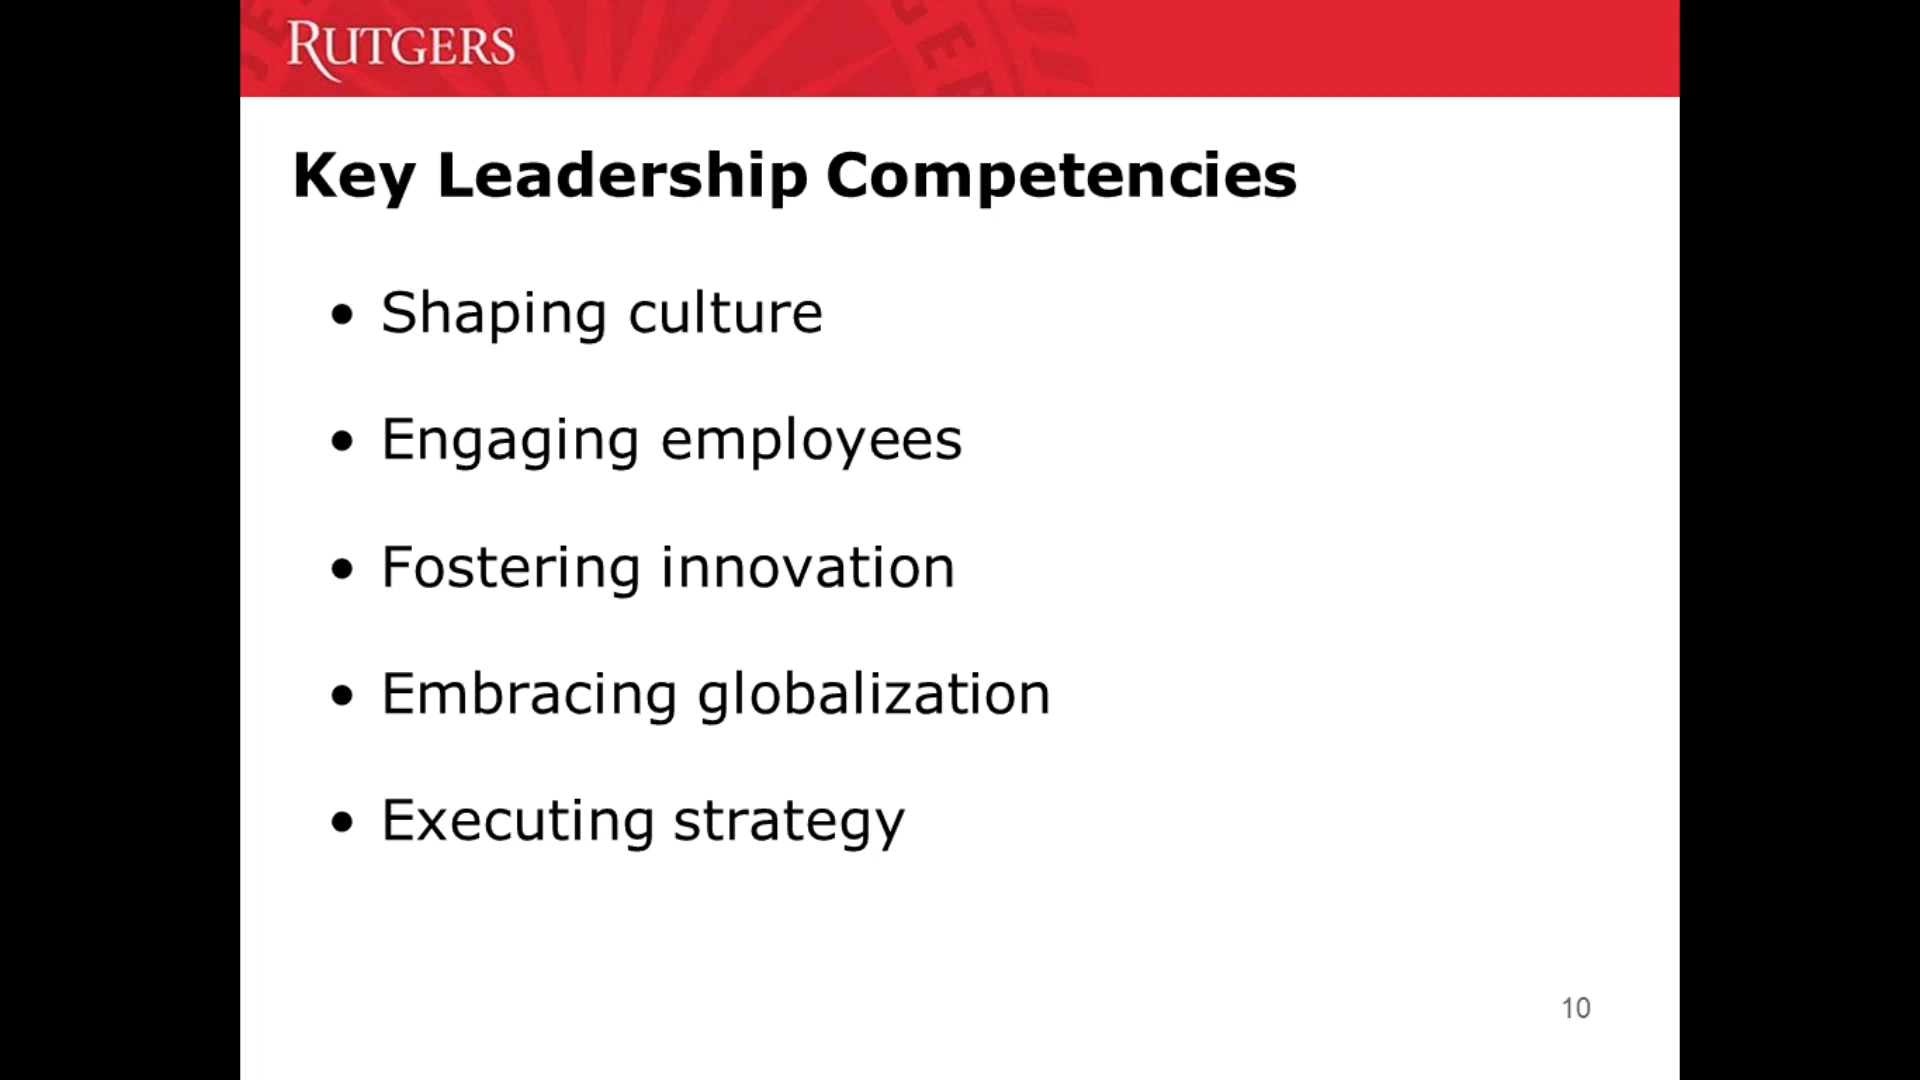 RUTGERS
Key Leadership Competencies
• Shaping culture
• Engaging employees
• Fostering innovation
• Embracing globalization
• Executing strategy
10